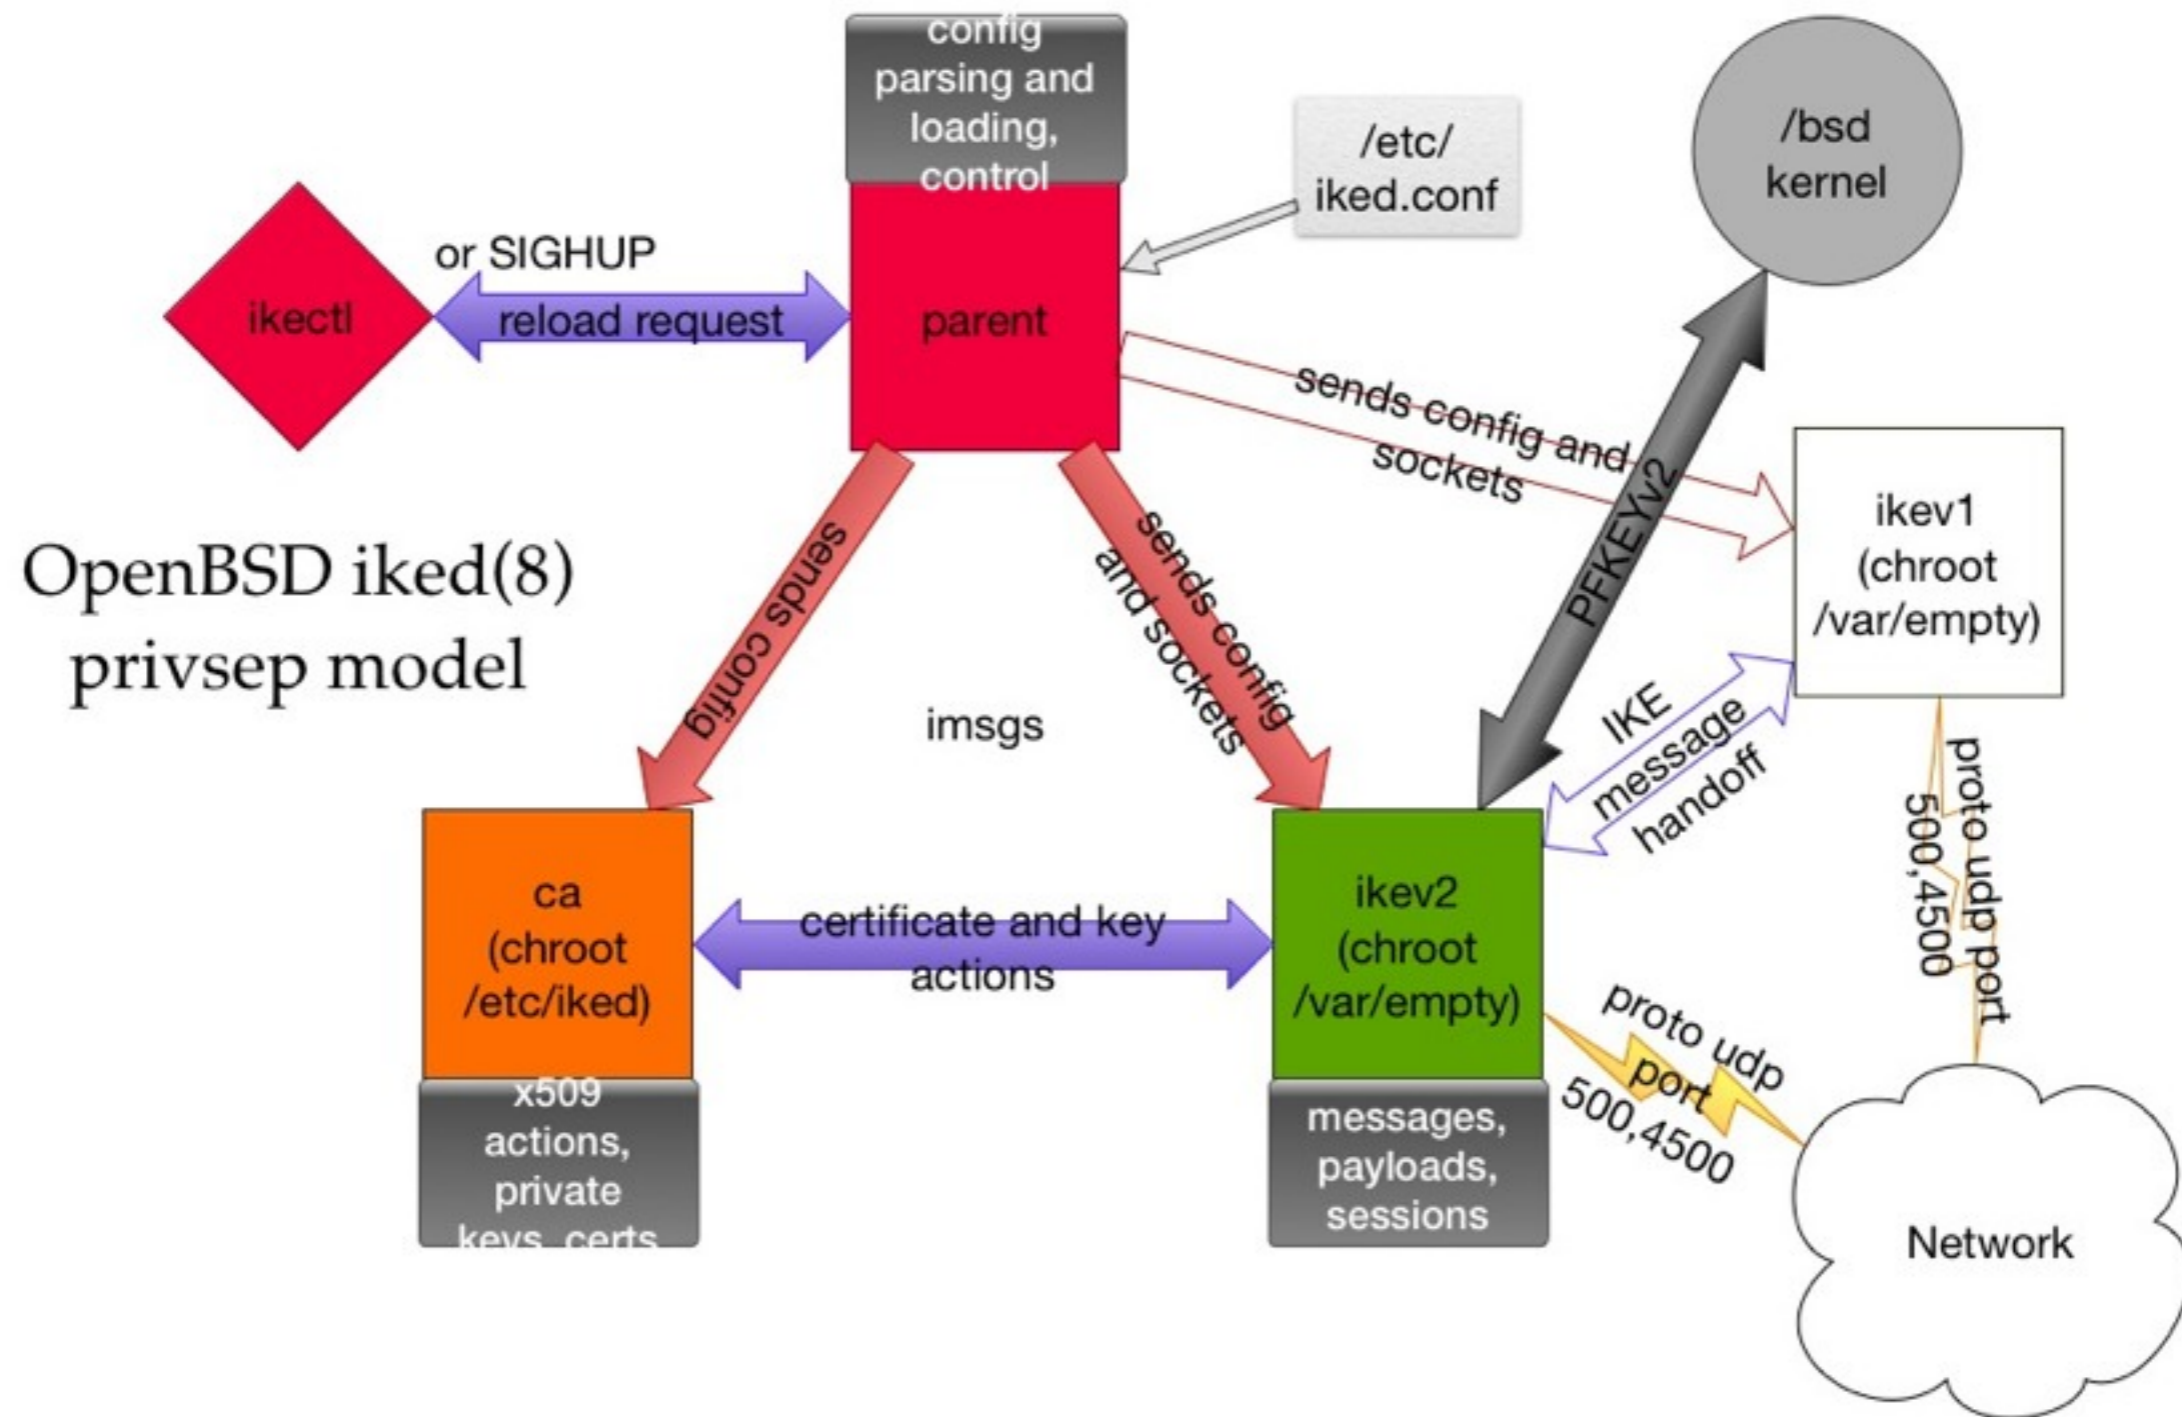 config
parsing and
loading,
control
/etc/
iked.conf
/bsd
kernel
or SIGHUP
ikectl
reload request
parent
sends config and
sockets
PFKEYv2
ikev1
(chroot
/var/empty)
OpenBSD iked(8)
privsep model
sends config
sends config
and sockets
imsgs
IKE
message
handoff
proto udp port
500,4500
ca
(chroot
/etc/iked)
certificate and key
actions
ikev2
(chroot
/var/empty)
proto udp
port
500,4500
x509
actions,
private
keys, certs
messages,
payloads,
sessions
Network